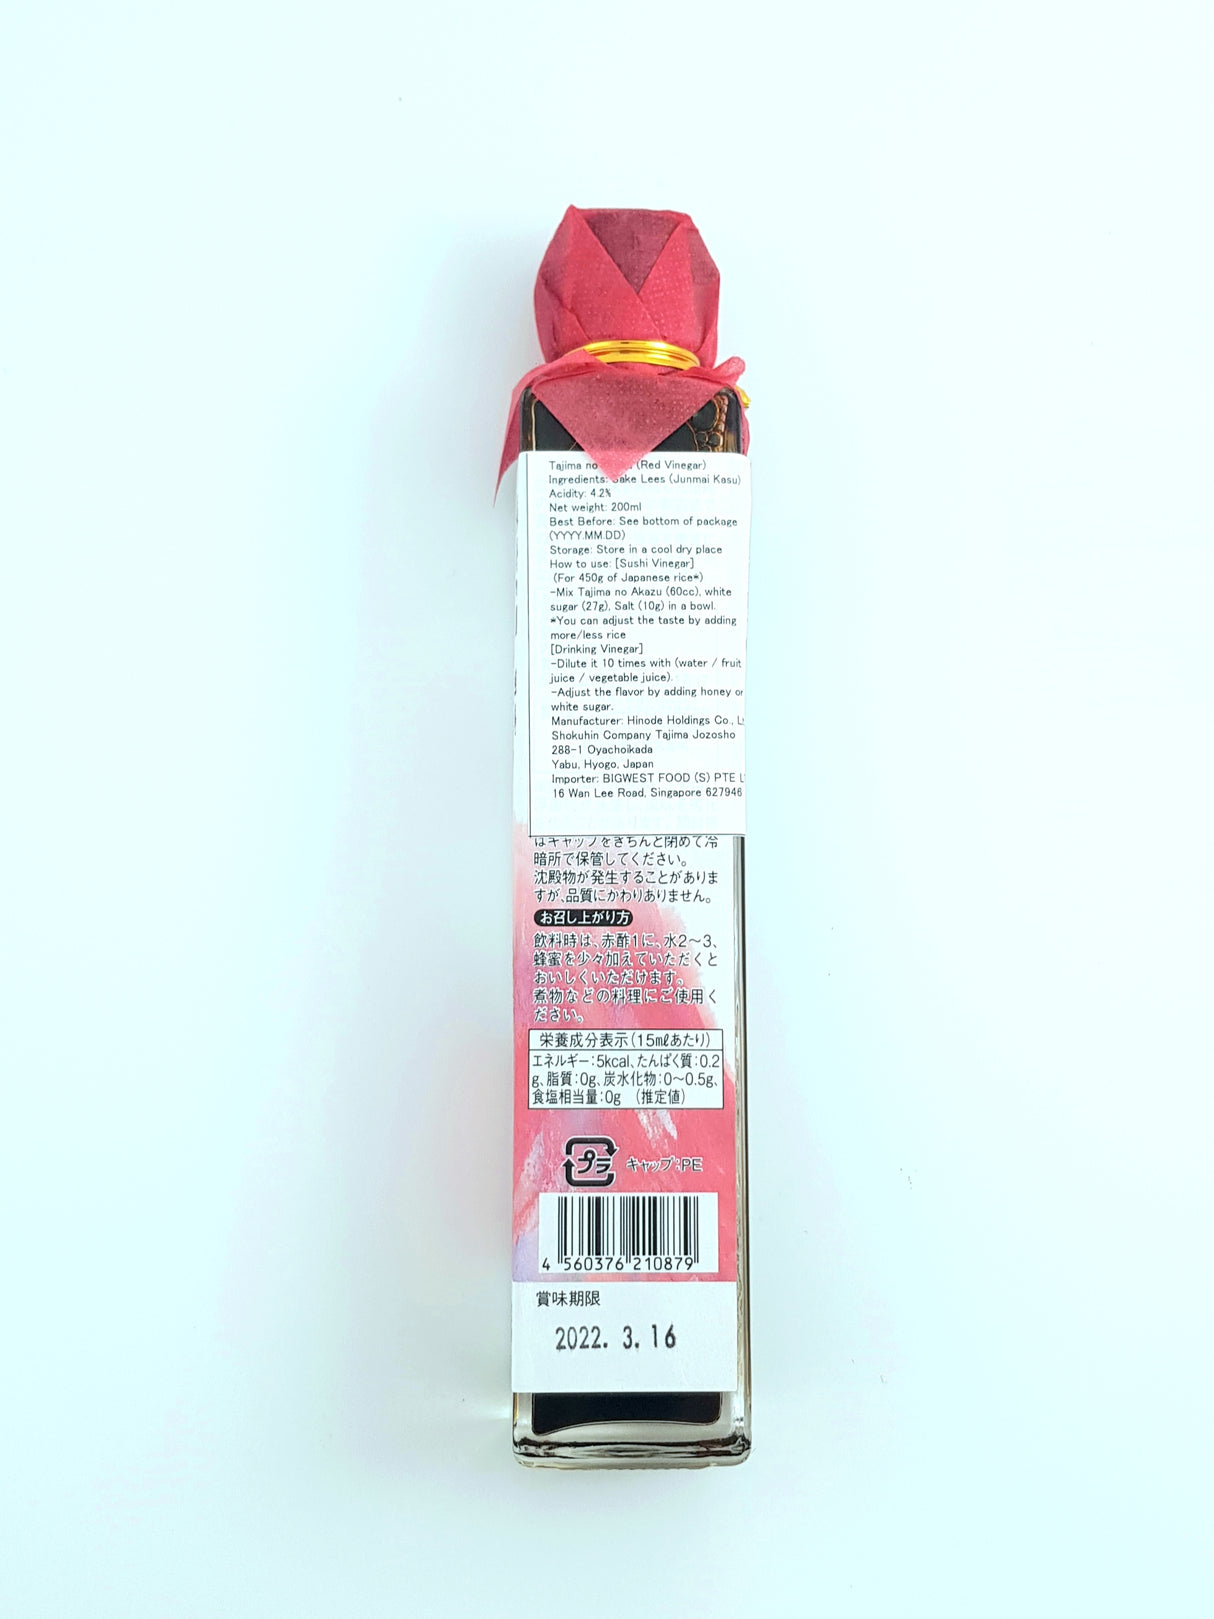 Tajima no (Red Vinegar)
Ingredients: Sake Lees (Junmai Kasu)
Acidity: 4.2%
Net weight: 200ml
Best Before: See bottom of package
(YYYY.MM.DD)
Storage: Store in a cool dry place
How to use: [Sushi Vinegar]
(For 450g of Japanese rice*)
-Mix Tajima no Akazu (60cc), white
sugar (27g), Salt (10g) in a bowl.
*You can adjust the taste by adding
more/less rice
[Drinking Vinegar]
-Dilute it 10 times with (water / fruit
juice / vegetable juice).
-Adjust the flavor by adding honey or
white sugar.
Manufacturer: Hinode Holdings Co.,
Shokuhin Company Tajima Jozosho
288-1 Oyachoikada
Yabu, Hyogo, Japan
Importer: BIGWEST FOOD (S) PTE
16 Wan Lee Road, Singapore 627946
はキャップをきちんと閉めて冷
暗所で保管してください。
沈殿物が発生することがありま
すが、品質にかわりありません。
お召し上がり方
飲料時は、赤酢1に、水2〜3、
蜂蜜を少々加えていただくと
おいしくいただけます。
煮物などの料理にご使用く
ださい。
栄養成分表示(15mlあたり)
エネルギー:5kcal、たんぱく質:0.2
g、脂質:0g、炭水化物:0〜0.5g、
食塩相当量:0g (推定値)
プラ キャップ:PE
4 560376 210879
賞味期限
2022. 3. 16